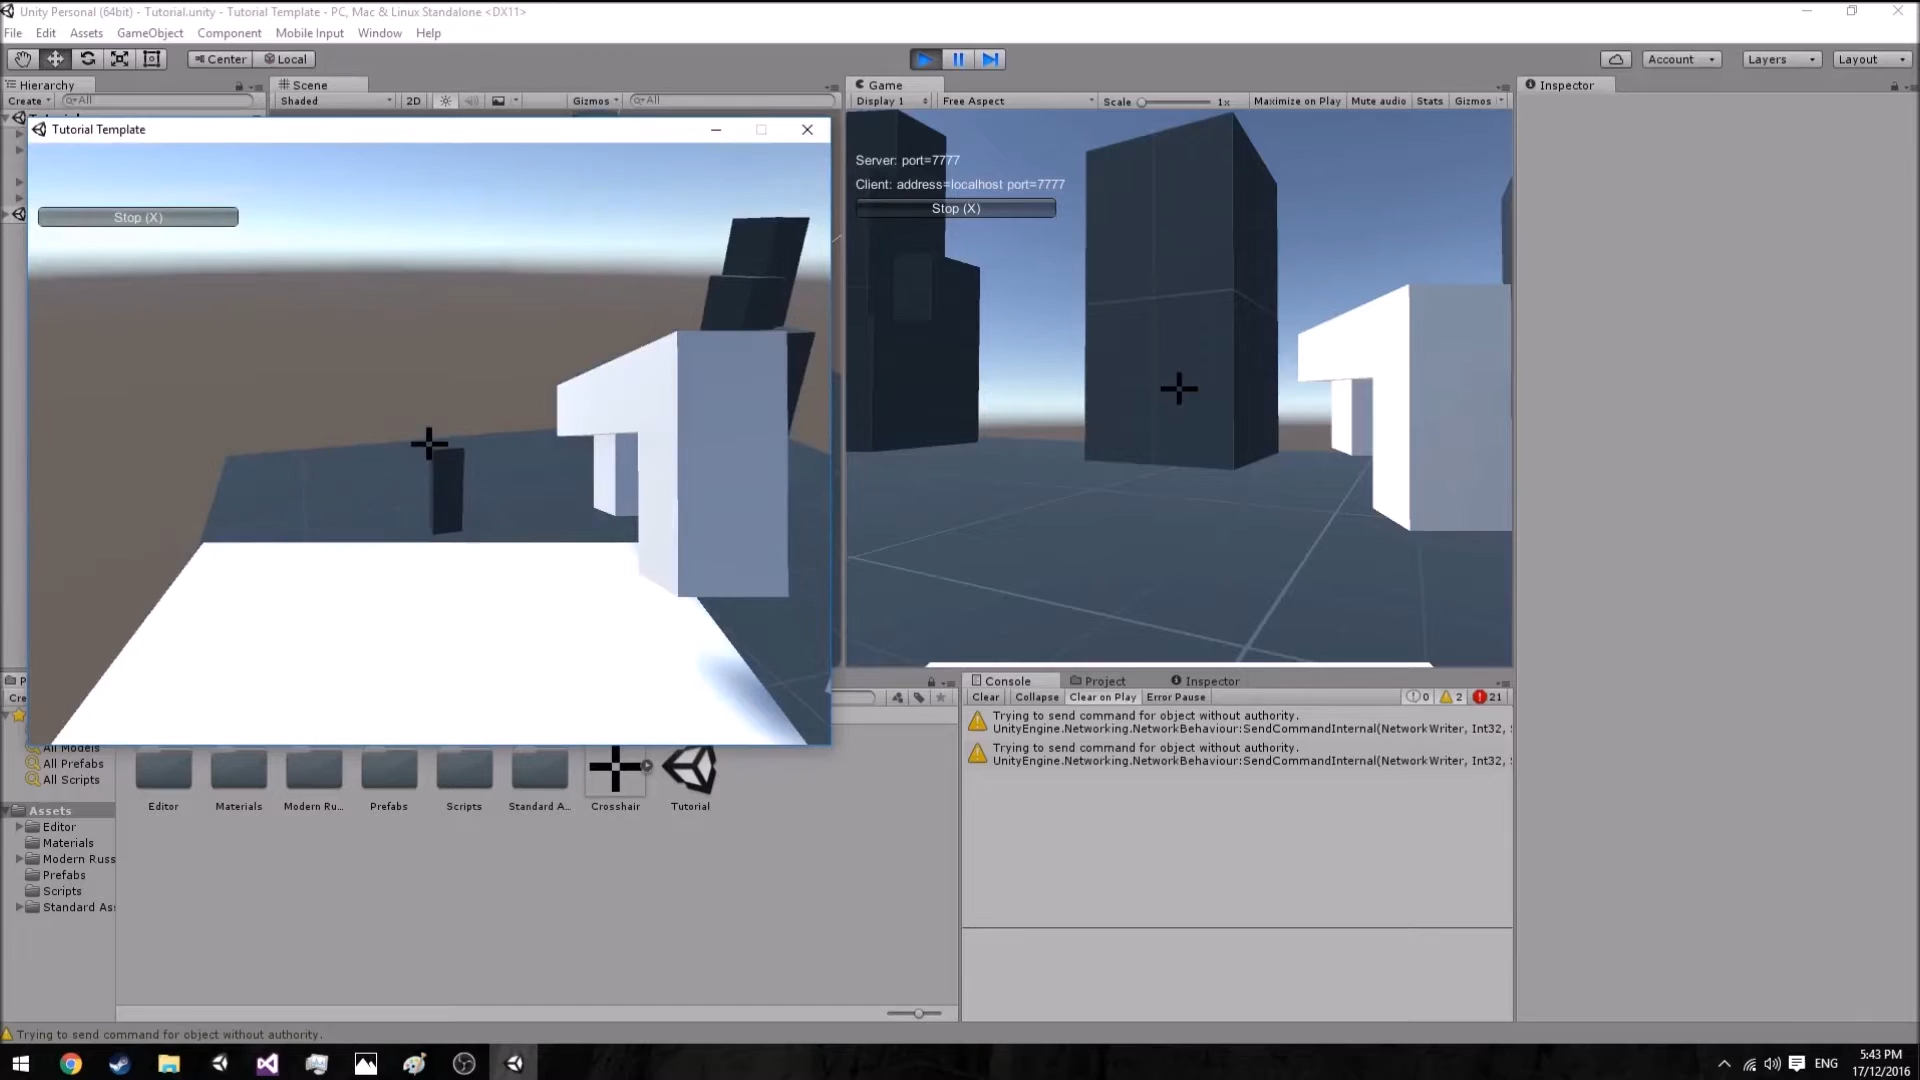 Unity Personal (64bit) - Tutorial.unity - Tutorial Template - PC, Mac & Linux Standalone <DX11>
File Edit Assets GameObject Component Mobile Input Window Help
Center Local Account Layers Layout
Hierarchy Scene Game Inspector
Create All Shaded 2D Gizmos All Display 1 Free Aspect Scale 1x Maximize on Play Mute audio Stats Gizmos
Tutorial Template
Server: port=7777
Client: address=localhost port=7777
Stop (X)
Stop (X)
Console Project Inspector
Clear Collapse Clear on Play Error Pause 0 2 21
Trying to send command for object without authority.
UnityEngine.Networking.NetworkBehaviour:SendCommandInternal(NetworkWriter, Int32,
Trying to send command for object without authority.
UnityEngine.Networking.NetworkBehaviour:SendCommandInternal(NetworkWriter, Int32,
All Models
All Prefabs
All Scripts
Editor Materials Modern Ru... Prefabs Scripts Standard A... Crosshair Tutorial
Assets
Editor
Materials
Modern Russ
Prefabs
Scripts
Standard As
Trying to send command for object without authority.
ENG
5:43 PM
17/12/2016